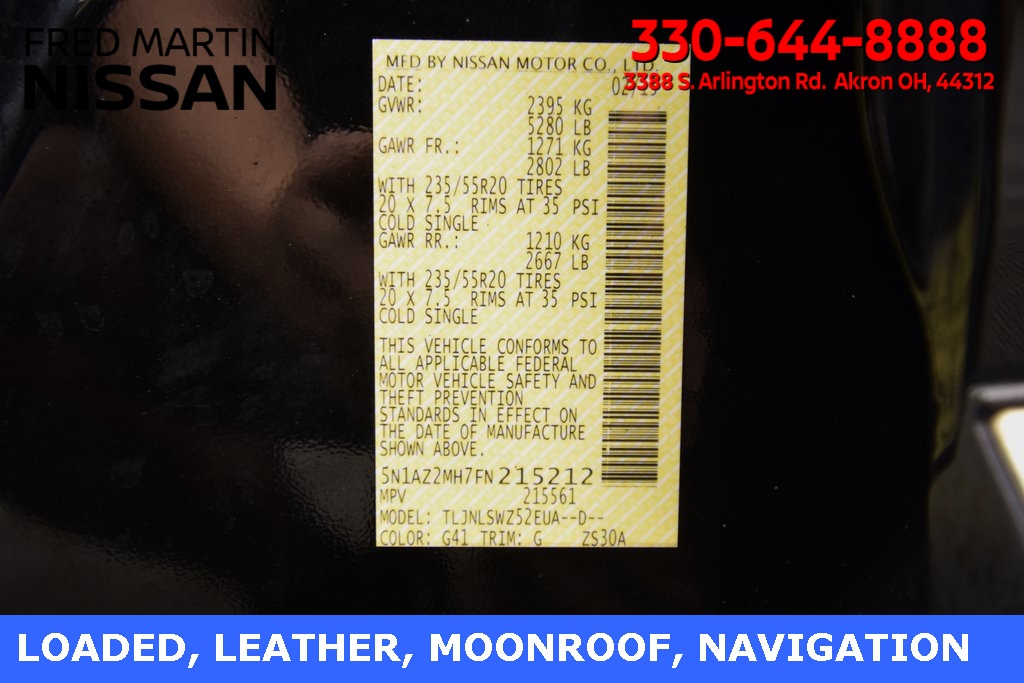 FRED MARTIN
NISSAN
330-644-8888
3388 S. Arlington Rd. Akron OH, 44312
MFD BY NISSAN MOTOR CO., LTD.
DATE: 02/15
GVWR: 2395 KG
5280 LB
GAWR FR.: 1271 KG
2802 LB
WITH 235/55R20 TIRES
20 X 7.5 RIMS AT 35 PSI
COLD SINGLE
GAWR RR.: 1210 KG
2667 LB
WITH 235/55R20 TIRES
20 X 7.5 RIMS AT 35 PSI
COLD SINGLE
THIS VEHICLE CONFORMS TO
ALL APPLICABLE FEDERAL
MOTOR VEHICLE SAFETY AND
THEFT PREVENTION
STANDARDS IN EFFECT ON
THE DATE OF MANUFACTURE
SHOWN ABOVE.
5N1AZ2MH7FN 215212
MPV 215561
MODEL: TLJNLSWZ52EUA--D--
COLOR: G41 TRIM: G ZS30A
LOADED, LEATHER, MOONROOF, NAVIGATION